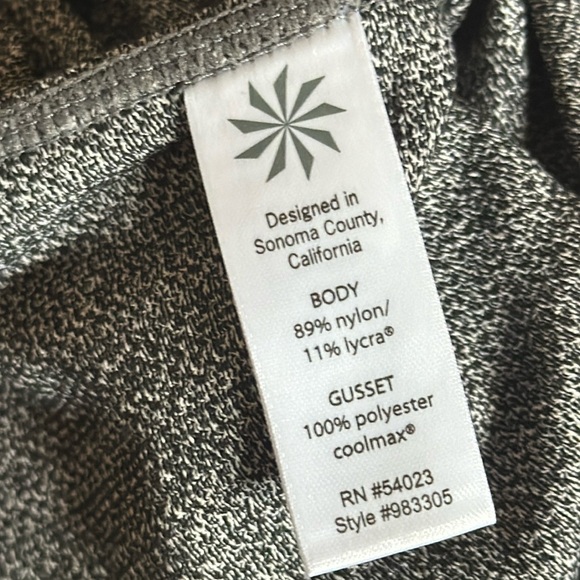 Designed in
Sonoma County,
California
BODY
89% nylon/
11% lycra®
GUSSET
100% polyester
coolmax®
RN #54023
Style #983305